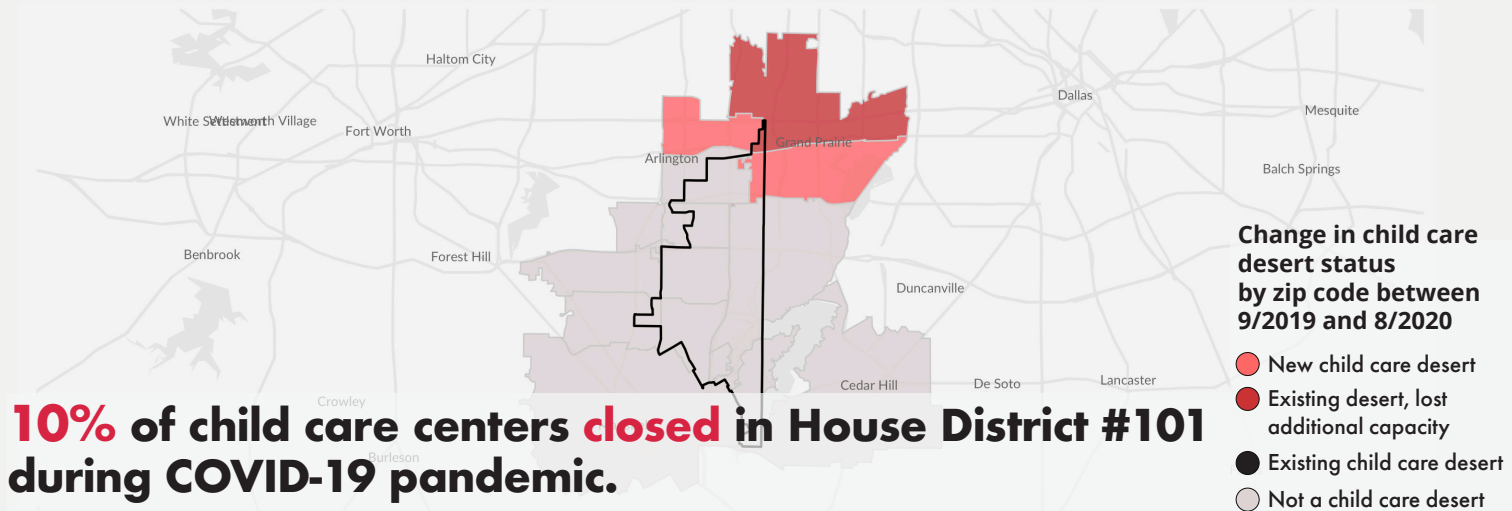 Haltom City
Dallas
Mesquite
White Settlement
Westworth Village
Fort Worth
Grand Prairie
Arlington
Balch Springs
Benbrook
Forest Hill
Duncanville
Change in child care
desert status
by zip code between
9/2019 and 8/2020
New child care desert
Existing desert, lost
additional capacity
Existing child care desert
Not a child care desert
Cedar Hill
De Soto
Lancaster
Crowley
10% of child care centers closed in House District #101
Burleson
during COVID-19 pandemic.